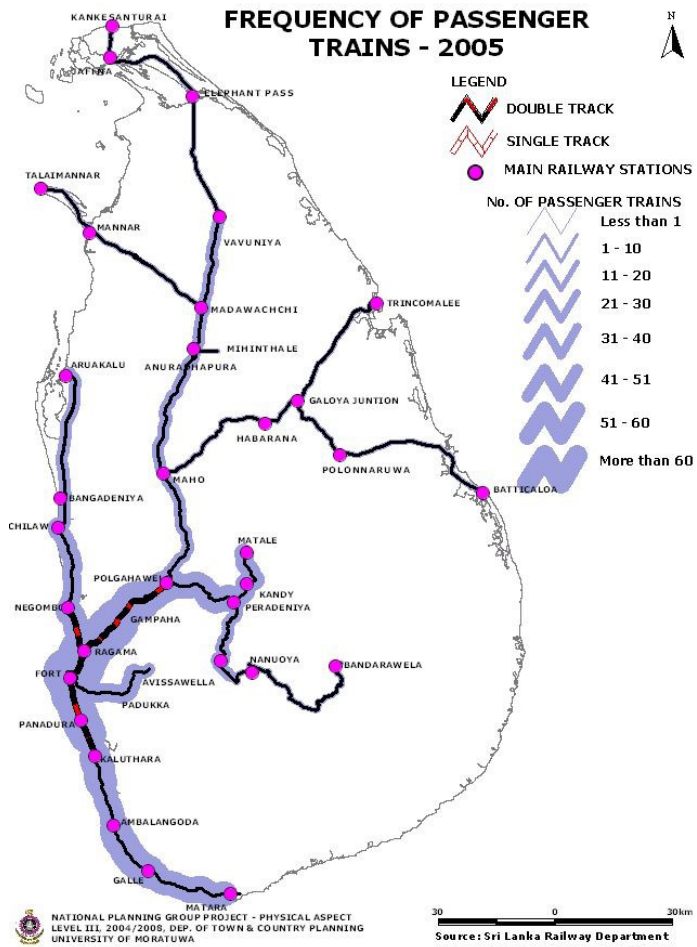 FREQUENCY OF PASSENGER
TRAINS - 2005
N
LEGEND
DOUBLE TRACK
SINGLE TRACK
MAIN RAILWAY STATIONS
No. OF PASSENGER TRAINS
Less than 1
1 - 10
11 - 20
21 - 30
31 - 40
41 - 51
51 - 60
More than 60
KANKESANTURAI
JAFFNA
ELEPHANT PASS
TALAIMANNAR
MANNAR
VAVUNIYA
MADAWACHCHI
TRINCOMALEE
MIHINTHALE
ANURADHAPURA
ARUAKALU
GALOYA JUNTION
HABARANA
POLONNARUWA
MAHO
BATTICALOA
BANGADENIYA
CHILAW
MATALE
POLGAHAWE
KANDY
PERADENIYA
NEGOMBO
GAMPAHA
RAGAMA
NANUOYA
BANDARAWELA
FORT
AVISSAWELLA
PADUKKA
PANADURA
KALUTHARA
AMBALANGODA
GALLE
MATARA
NATIONAL PLANNING GROUP PROJECT - PHYSICAL ASPECT
LEVEL III, 2004/2008, DEP. OF TOWN & COUNTRY PLANNING
UNIVERSITY OF MORATUWA
30 0 30km
Source: Sri Lanka Railway Department